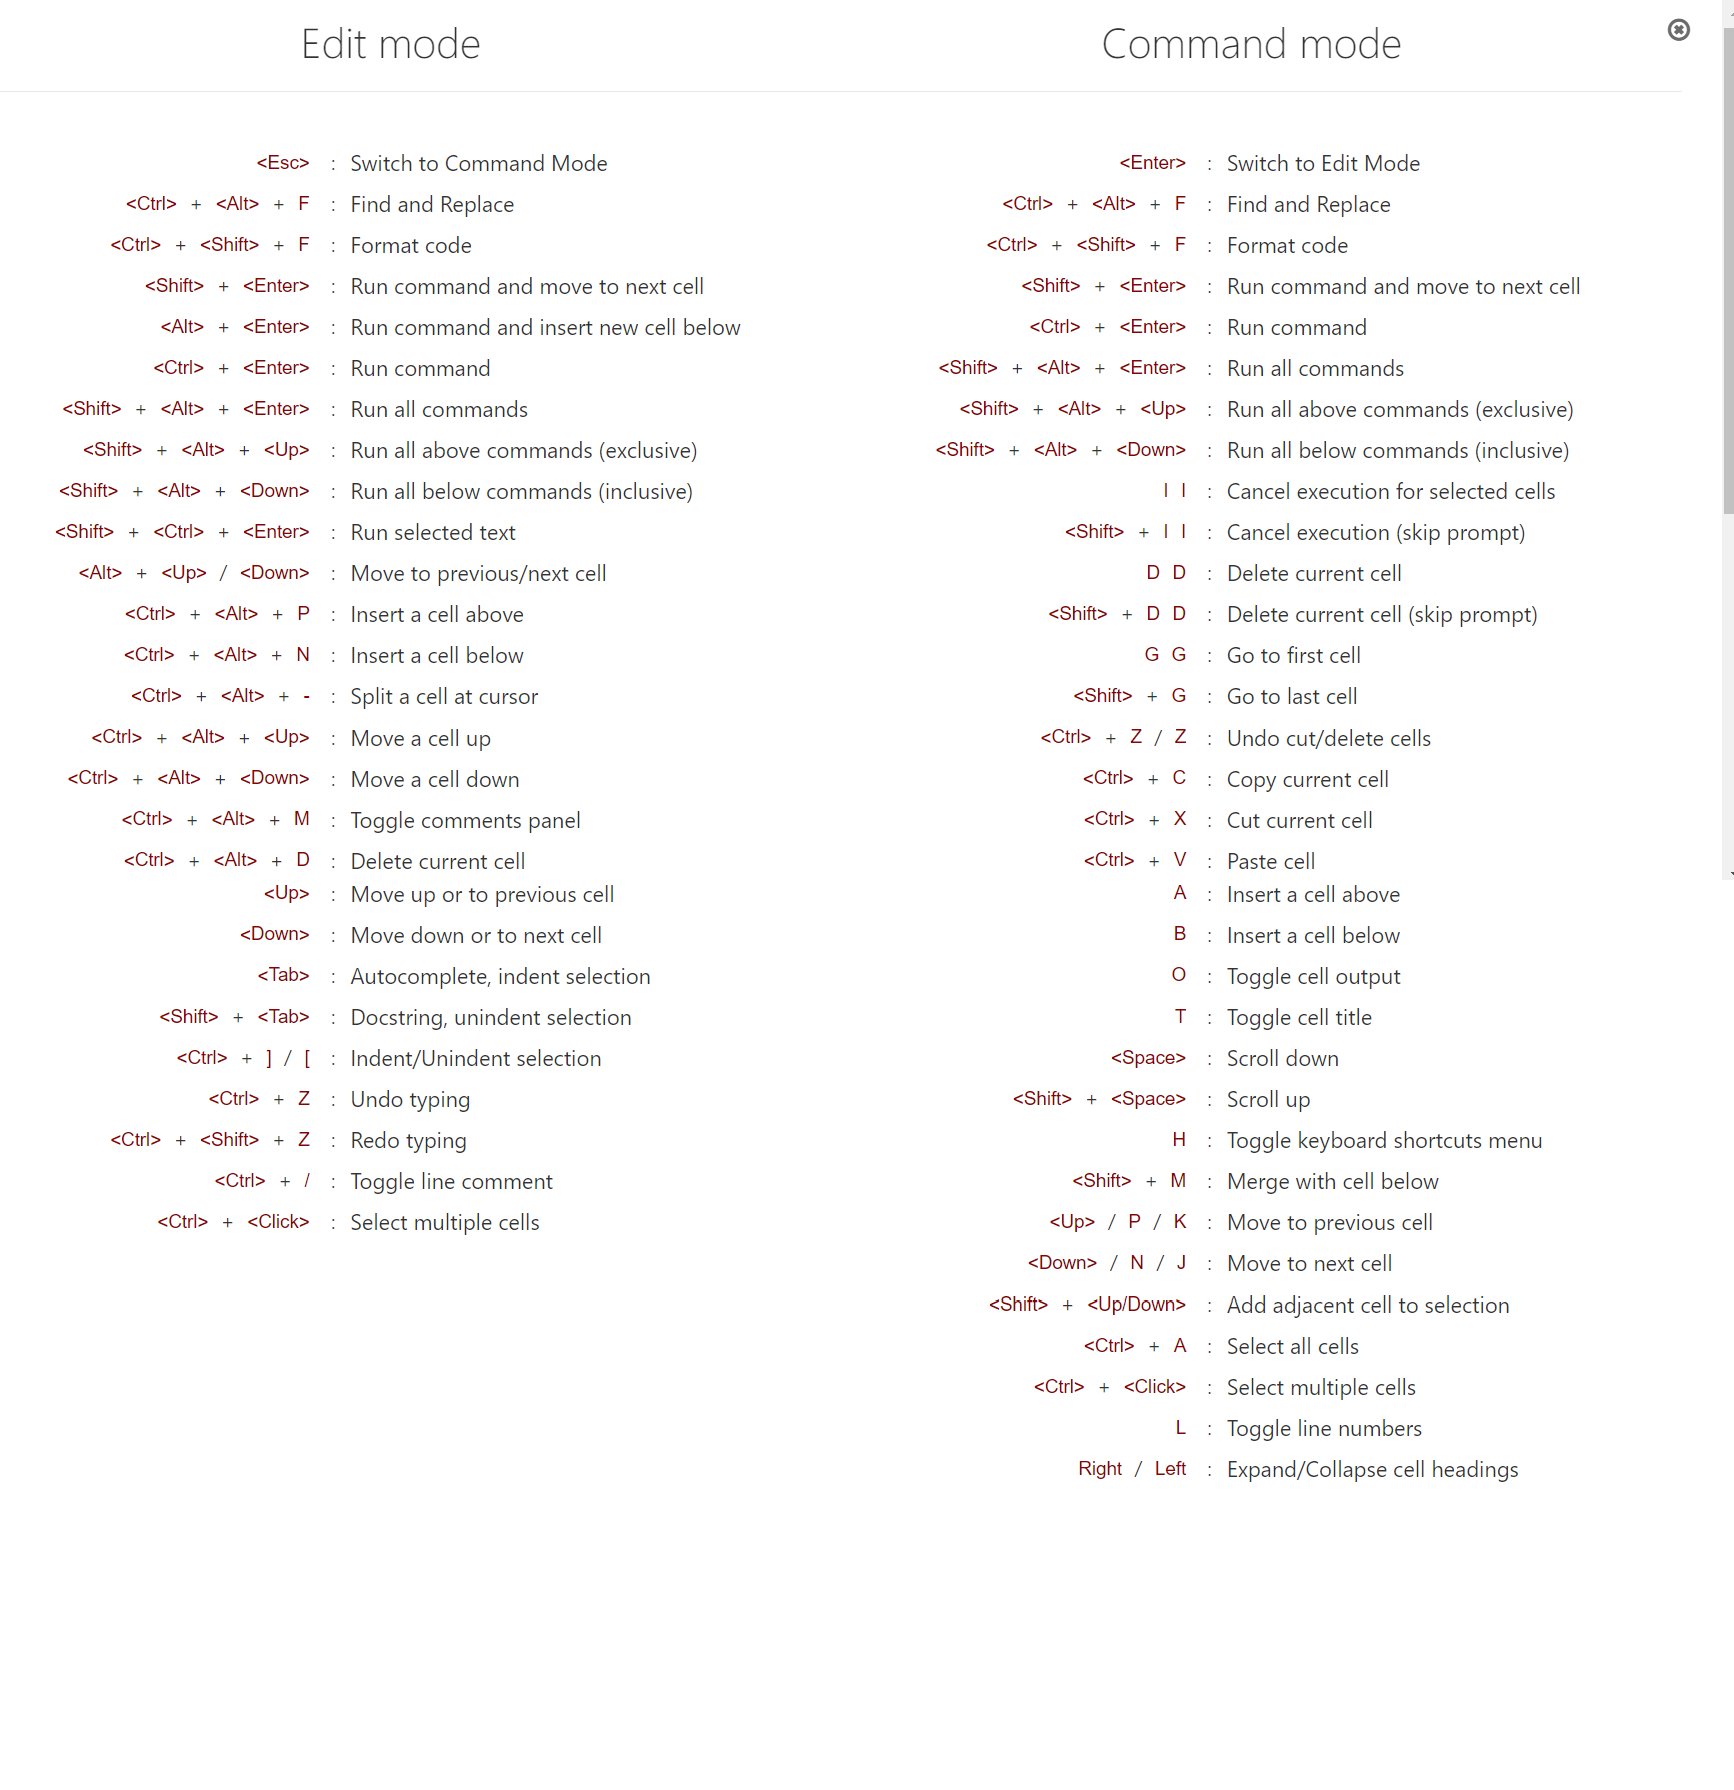 Edit mode
<Esc> : Switch to Command Mode
<Ctrl> + <Alt> + F : Find and Replace
<Ctrl> + <Shift> + F : Format code
<Shift> + <Enter> : Run command and move to next cell
<Alt> + <Enter> : Run command and insert new cell below
<Ctrl> + <Enter> : Run command
<Shift> + <Alt> + <Enter> : Run all commands
<Shift> + <Alt> + <Up> : Run all above commands (exclusive)
<Shift> + <Alt> + <Down> : Run all below commands (inclusive)
<Shift> + <Ctrl> + <Enter> : Run selected text
<Alt> + <Up> / <Down> : Move to previous/next cell
<Ctrl> + <Alt> + P : Insert a cell above
<Ctrl> + <Alt> + N : Insert a cell below
<Ctrl> + <Alt> + - : Split a cell at cursor
<Ctrl> + <Alt> + <Up> : Move a cell up
<Ctrl> + <Alt> + <Down> : Move a cell down
<Ctrl> + <Alt> + M : Toggle comments panel
<Ctrl> + <Alt> + D : Delete current cell
<Up> : Move up or to previous cell
<Down> : Move down or to next cell
<Tab> : Autocomplete, indent selection
<Shift> + <Tab> : Docstring, unindent selection
<Ctrl> + ] / [ : Indent/Unindent selection
<Ctrl> + Z : Undo typing
<Ctrl> + <Shift> + Z : Redo typing
<Ctrl> + / : Toggle line comment
<Ctrl> + <Click> : Select multiple cells
Command mode
<Enter> : Switch to Edit Mode
<Ctrl> + <Alt> + F : Find and Replace
<Ctrl> + <Shift> + F : Format code
<Shift> + <Enter> : Run command and move to next cell
<Ctrl> + <Enter> : Run command
<Shift> + <Alt> + <Enter> : Run all commands
<Shift> + <Alt> + <Up> : Run all above commands (exclusive)
<Shift> + <Alt> + <Down> : Run all below commands (inclusive)
I I : Cancel execution for selected cells
<Shift> + I I : Cancel execution (skip prompt)
D D : Delete current cell
<Shift> + D D : Delete current cell (skip prompt)
G G : Go to first cell
<Shift> + G : Go to last cell
<Ctrl> + Z / Z : Undo cut/delete cells
<Ctrl> + C : Copy current cell
<Ctrl> + X : Cut current cell
<Ctrl> + V : Paste cell
A : Insert a cell above
B : Insert a cell below
O : Toggle cell output
T : Toggle cell title
<Space> : Scroll down
<Shift> + <Space> : Scroll up
H : Toggle keyboard shortcuts menu
<Shift> + M : Merge with cell below
<Up> / P / K : Move to previous cell
<Down> / N / J : Move to next cell
<Shift> + <Up/Down> : Add adjacent cell to selection
<Ctrl> + A : Select all cells
<Ctrl> + <Click> : Select multiple cells
L : Toggle line numbers
Right / Left : Expand/Collapse cell headings